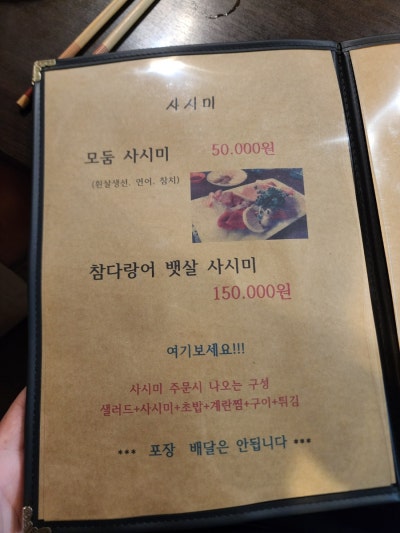 사시미
모둠 사시미 50.000원
(흰살생선. 연어. 참치)
참다랑어 뱃살 사시미
150.000원
여기보세요!!!
사시미 주문시 나오는 구성
샐러드+사시미+초밥+계란찜+구이+튀김
*** 포장 배달은 안됩니다 ***